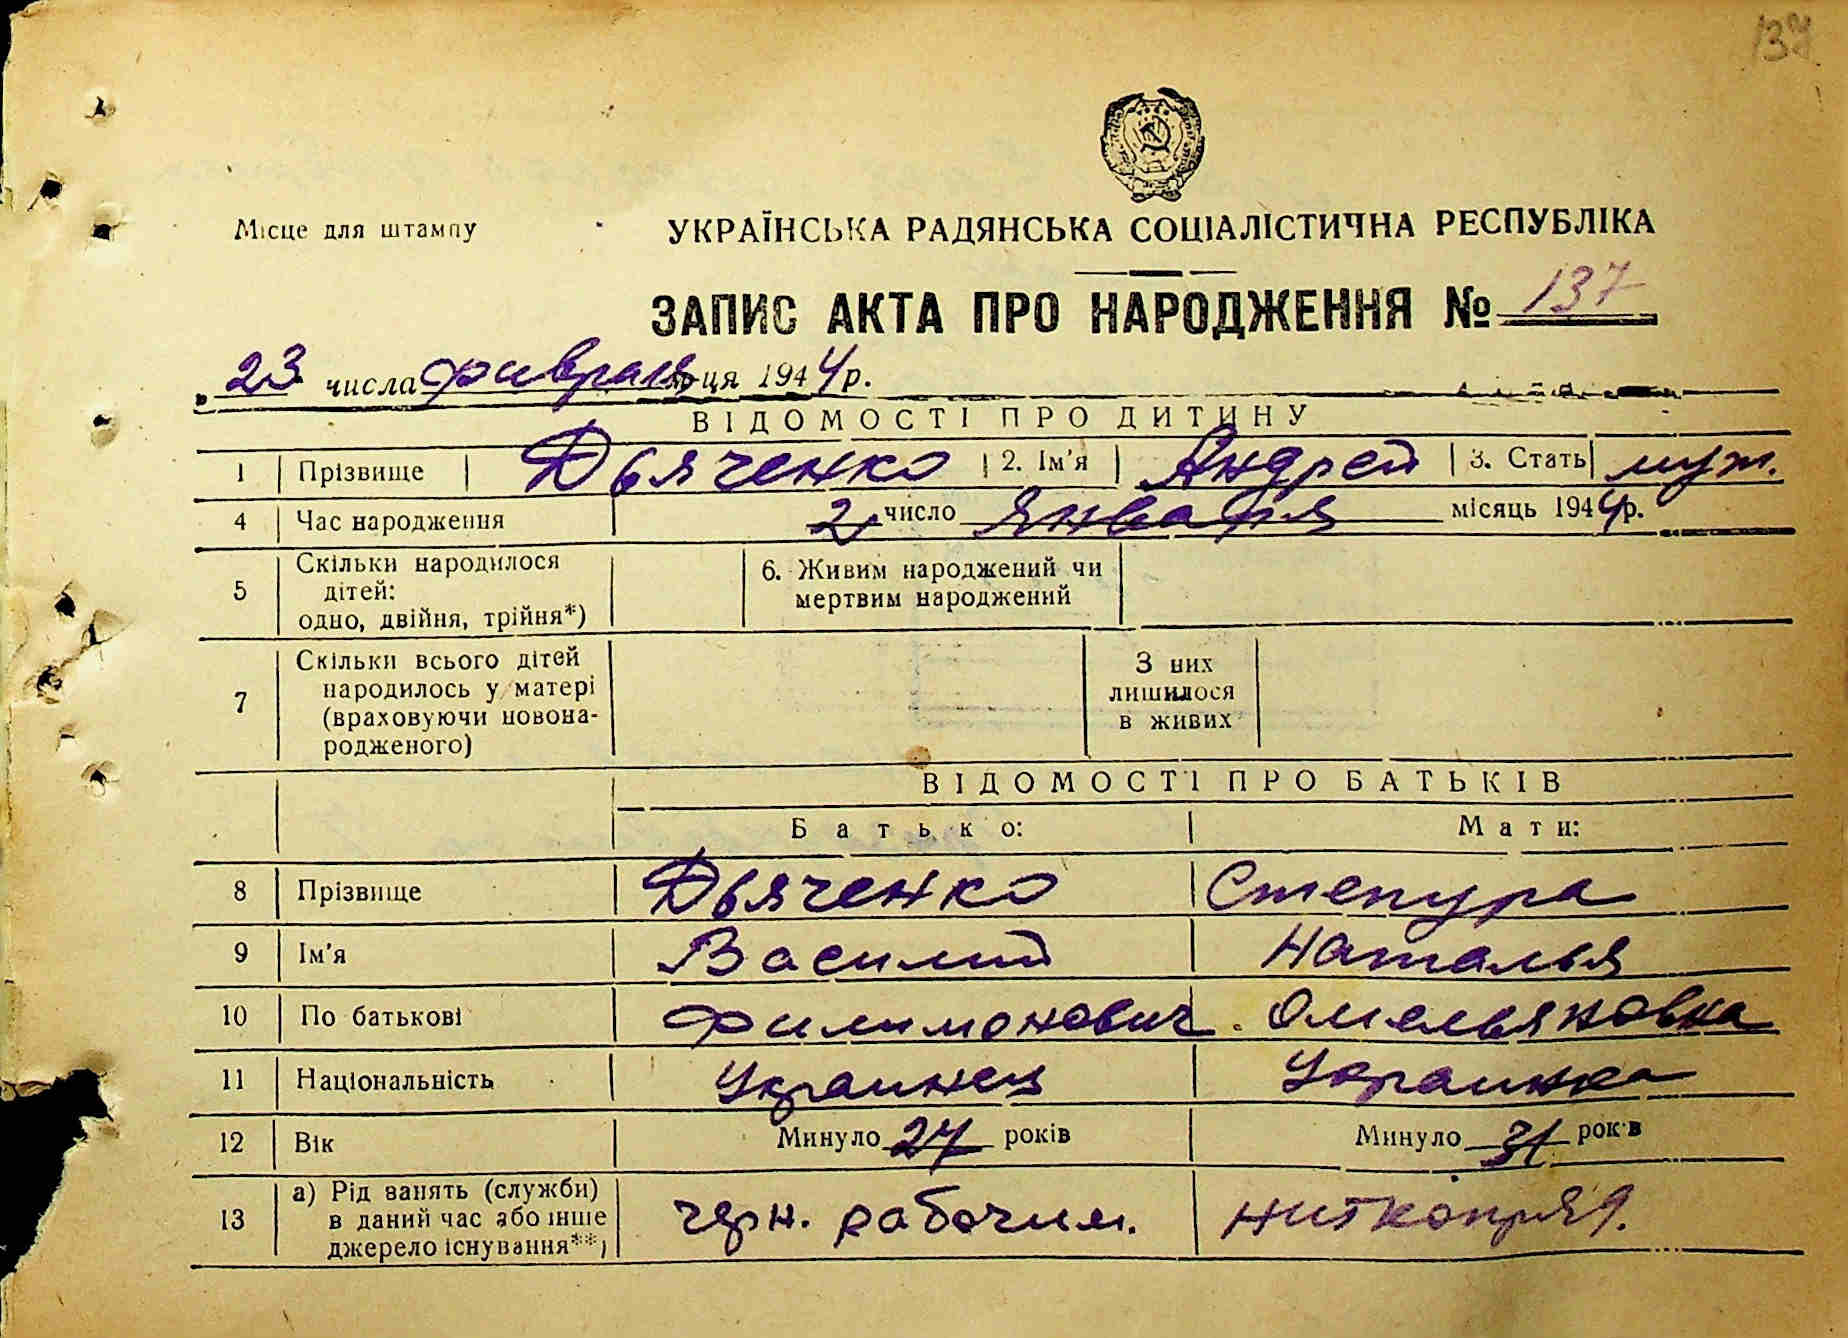 137
Місце для штампу
УКРАЇНСЬКА РАДЯНСЬКА СОЦІАЛІСТИЧНА РЕСПУБЛІКА
ЗАПИС АКТА ПРО НАРОДЖЕННЯ № 137
„ 23 числа февраля м-ця 1944 р.
ВІДОМОСТІ ПРО ДИТИНУ
1 Прізвище Дьяченко 2. Ім'я Андрей 3. Стать муж.
4 Час народження 2 число Января місяць 1944 р.
5 Скільки народилося дітей: одно, двійня, трійня*) 6. Живим народжений чи мертвим народжений
7 Скільки всього дітей народилось у матері (враховуючи новона-родженого) З них лишилося в живих
ВІДОМОСТІ ПРО БАТЬКІВ
Батько: Мати:
8 Прізвище Дьяченко Степура
9 Ім'я Василий Наталья
10 По батькові Филимонович Омельяновна
11 Національність Украинец Украинка
12 Вік Минуло 27 років Минуло 31 років
13 а) Рід занять (служби) в даний час або інше джерело існування**) черн. рабочим. ниткопряд.